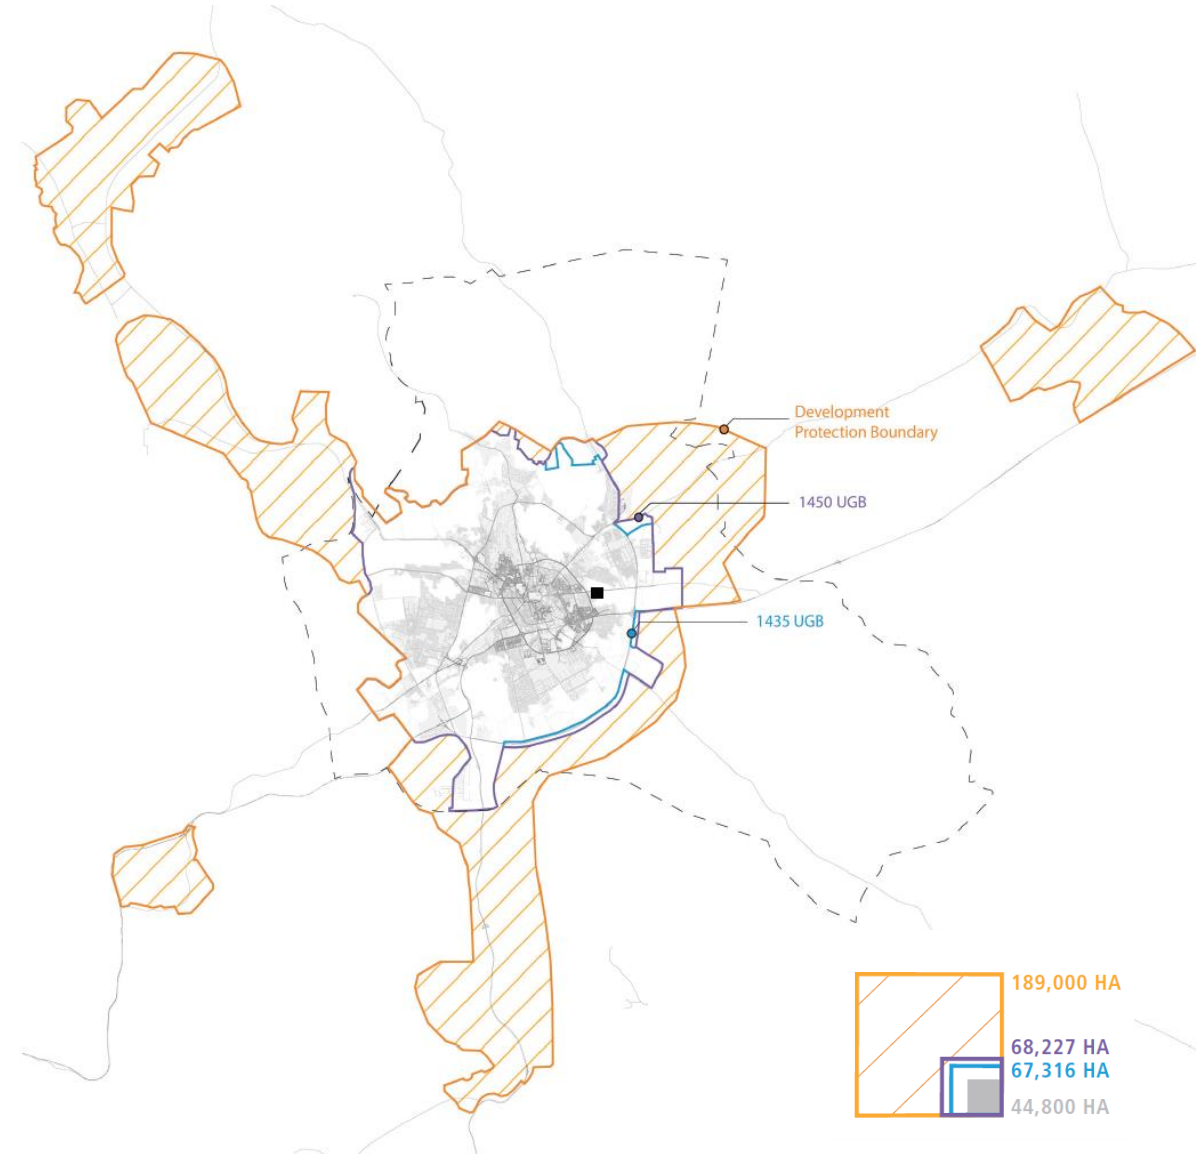 Development
Protection Boundary
1450 UGB
1435 UGB
189,000 HA
68,227 HA
67,316 HA
44,800 HA